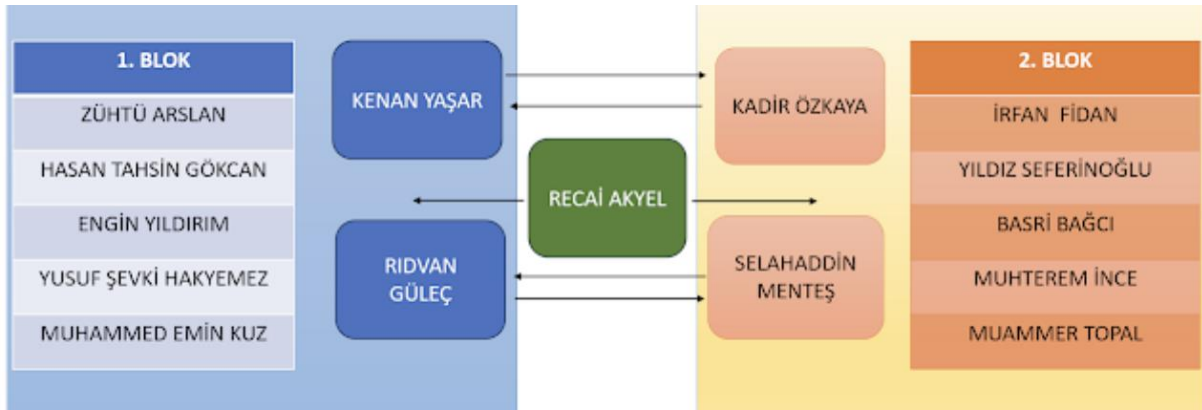 1. BLOK
ZÜHTÜ ARSLAN
HASAN TAHSİN GÖKCAN
ENGİN YILDIRIM
YUSUF ŞEVKİ HAKYEMEZ
MUHAMMED EMİN KUZ
KENAN YAŞAR
RIDVAN
GÜLEÇ
RECAİ AKYEL
KADİR ÖZKAYA
SELAHADDİN
MENTEŞ
2. BLOK
İRFAN FİDAN
YILDIZ SEFERİNOĞLU
BASRİ BAĞCI
MUHTEREM İNCE
MUAMMER TOPAL